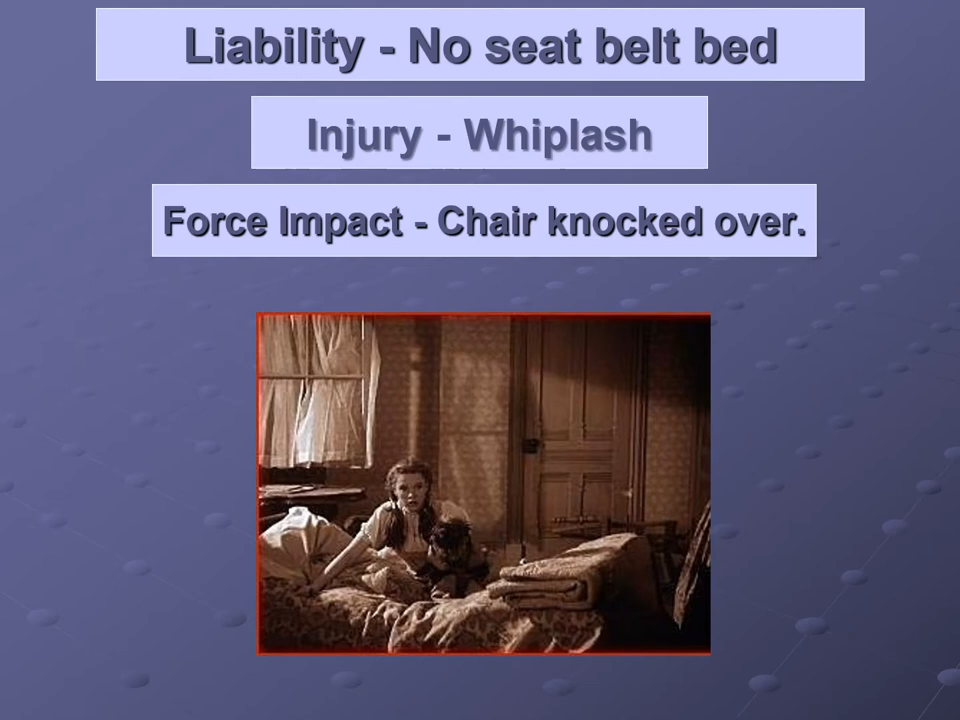 Liability - No seat belt bed
Injury - Whiplash
Force Impact - Chair knocked over.